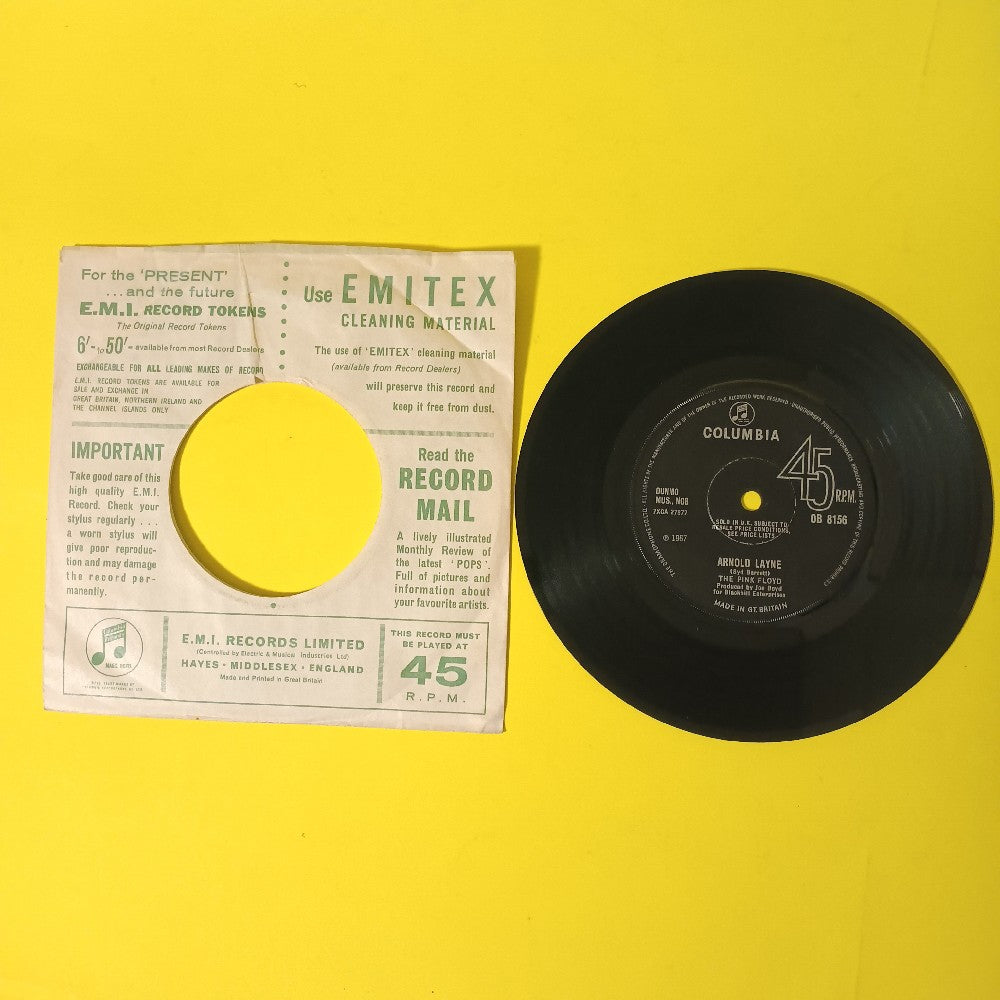 For the 'PRESENT'
...and the future
E.M.I. RECORD TOKENS
The Original Record Tokens
6/- to 50/- available from most Record Dealers
EXCHANGEABLE FOR ALL LEADING MAKES OF RECORD
E.M.I. RECORD TOKENS ARE AVAILABLE FOR
SALE AND EXCHANGE IN
GREAT BRITAIN, NORTHERN IRELAND AND
THE CHANNEL ISLANDS ONLY
Use EMITEX
CLEANING MATERIAL
The use of 'EMITEX' cleaning material
(available from Record Dealers)
will preserve this record and
keep it free from dust.
IMPORTANT
Take good care of this
high quality E.M.I.
Record. Check your
stylus regularly ...
a worn stylus will
give poor reproduc-
tion and may damage
the record per-
manently.
Read the
RECORD
MAIL
A lively illustrated
Monthly Review of
the latest 'POPS'.
Full of pictures and
information about
your favourite artists.
MAGIC NOTES
E.M.I. RECORDS LIMITED
(Controlled by Electric & Musical Industries Ltd)
HAYES · MIDDLESEX · ENGLAND
Made and Printed in Great Britain
THIS RECORD MUST
BE PLAYED AT
45
R.P.M.
COLUMBIA
45 R.P.M.
DUNMO
MUS. NCB
7XCA 27877
DB 8156
SOLD IN U.K. SUBJECT TO
RESALE PRICE CONDITIONS,
SEE PRICE LISTS
℗ 1967
ARNOLD LAYNE
(Syd Barrett)
THE PINK FLOYD
Produced by Joe Boyd
for Blackhill Enterprises
MADE IN GT. BRITAIN